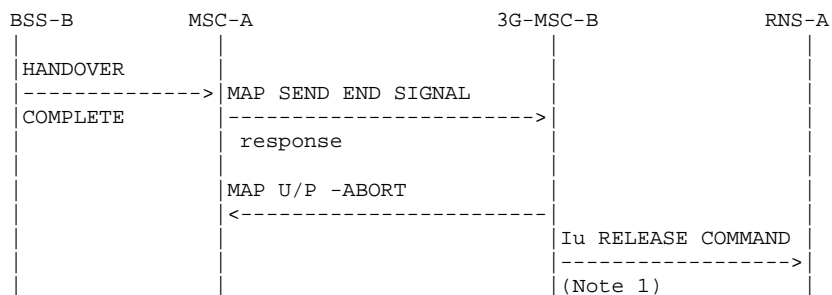 BSS-B MSC-A 3G-MSC-B RNS-A
HANDOVER
MAP SEND END SIGNAL
COMPLETE
response
MAP U/P -ABORT
Iu RELEASE COMMAND
(Note 1)